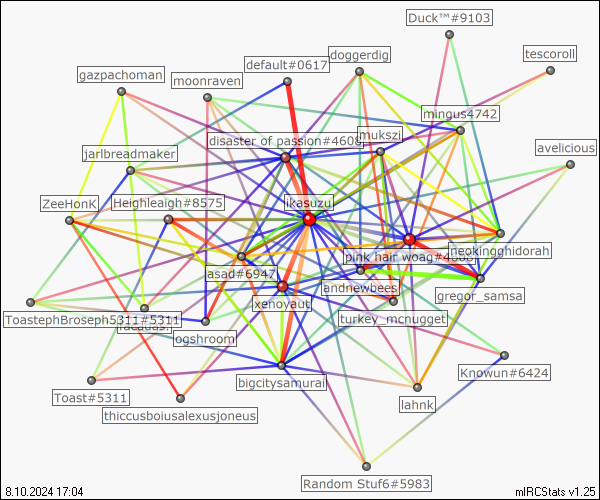 Duck™#9103
tescoroll
doggerdig
default#0617
gazpachoman
moonraven
mingus4742
mukszi
disaster of passion#4608
avelicious
jarlbreadmaker
ZeeHonK
Heighleaigh#8575
ikasuzu
neokingghidorah
pink hair woag#4068
asad#6947
andnewbees
gregor_samsa
xenoyaut
ToastephBroseph5311#5311
turkey_mcnugget
ogshroom
Knowun#6424
bigcitysamurai
Toast#5311
lahnk
thiccusboiusalexusjoneus
Random Stuf6#5983
8.10.2024 17:04
mIRCStats v1.25